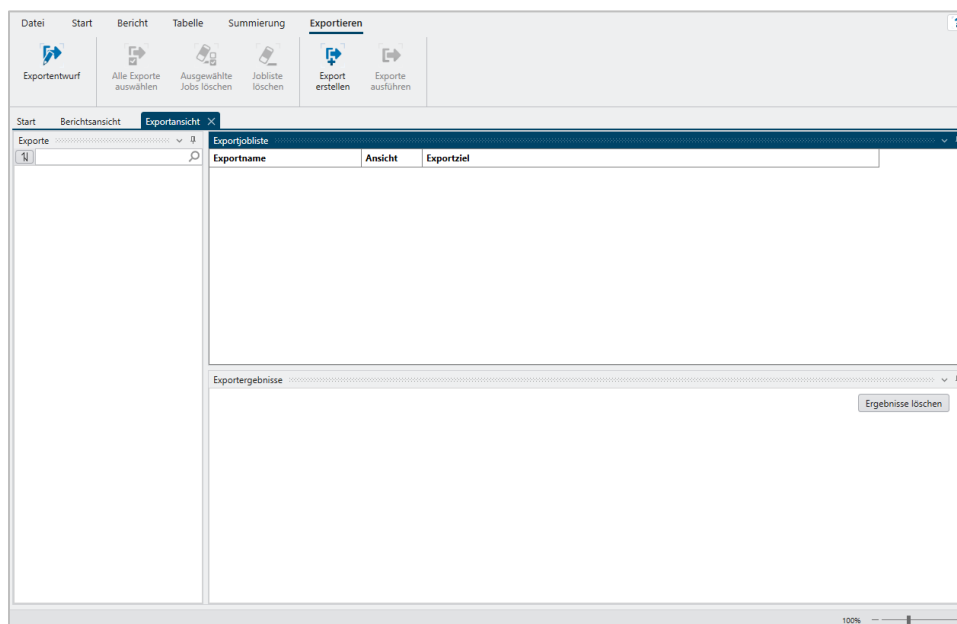 Datei Start Bericht Tabelle Summierung Exportieren
Exportentwurf
Alle Exporte
auswählen
Ausgewählte
Jobs löschen
Jobliste
löschen
Export
erstellen
Exporte
ausführen
Start Berichtsansicht Exportansicht
Exporte
Exportjobliste
Exportname Ansicht Exportziel
Exportergebnisse
Ergebnisse löschen
100%